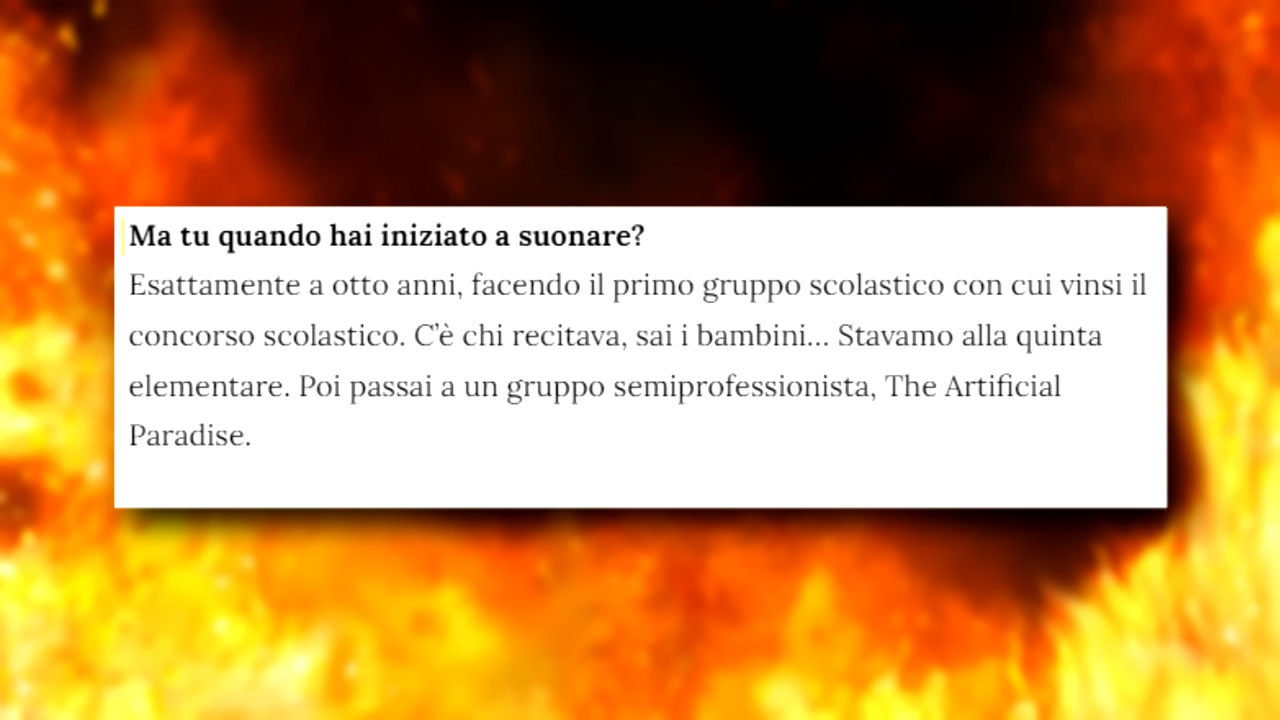 Ma tu quando hai iniziato a suonare?
Esattamente a otto anni, facendo il primo gruppo scolastico con cui vinsi il
concorso scolastico. C’è chi recitava, sai i bambini... Stavamo alla quinta
elementare. Poi passai a un gruppo semiprofessionista, The Artificial
Paradise.